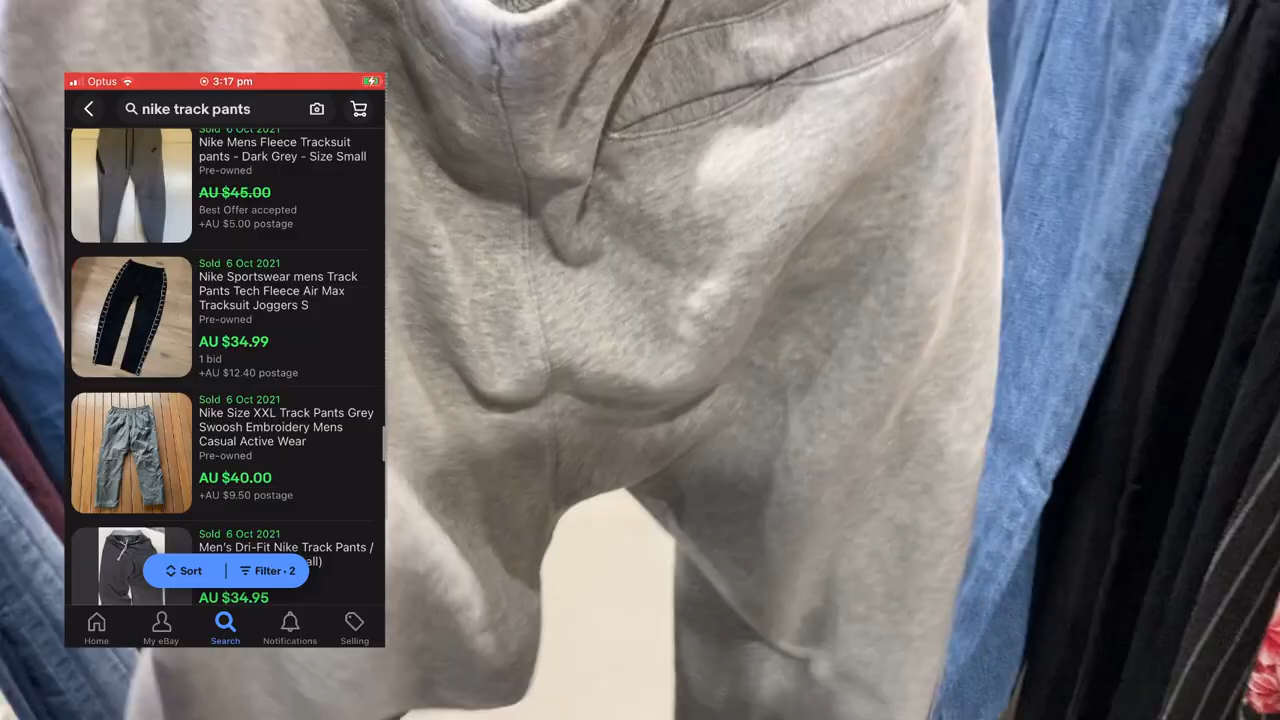 Optus
3:17 pm
nike track pants
Sold 6 Oct 2021
Nike Mens Fleece Tracksuit
pants - Dark Grey - Size Small
Pre-owned
AU $45.00
Best Offer accepted
+AU $5.00 postage
Sold 6 Oct 2021
Nike Sportswear mens Track
Pants Tech Fleece Air Max
Tracksuit Joggers S
Pre-owned
AU $34.99
1 bid
+AU $12.40 postage
Sold 6 Oct 2021
Nike Size XXL Track Pants Grey
Swoosh Embroidery Mens
Casual Active Wear
Pre-owned
AU $40.00
+AU $9.50 postage
Sold 6 Oct 2021
Men's Dri-Fit Nike Track Pants /
all)
AU $34.95
Sort
Filter • 2
Home
My eBay
Search
Notifications
Selling